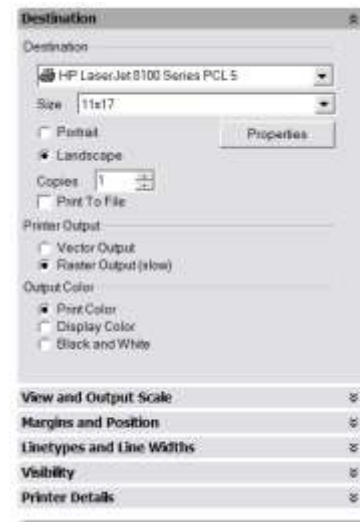 Destination
Destination
HP LaserJet 8100 Series PCL 5
Size 11x17
Portrait
Properties
Landscape
Copies 1
Print To File
Printer Output
Vector Output
Raster Output (slow)
Output Color
Print Color
Display Color
Black and White
View and Output Scale
Margins and Position
Linetypes and Line Widths
Visibility
Printer Details